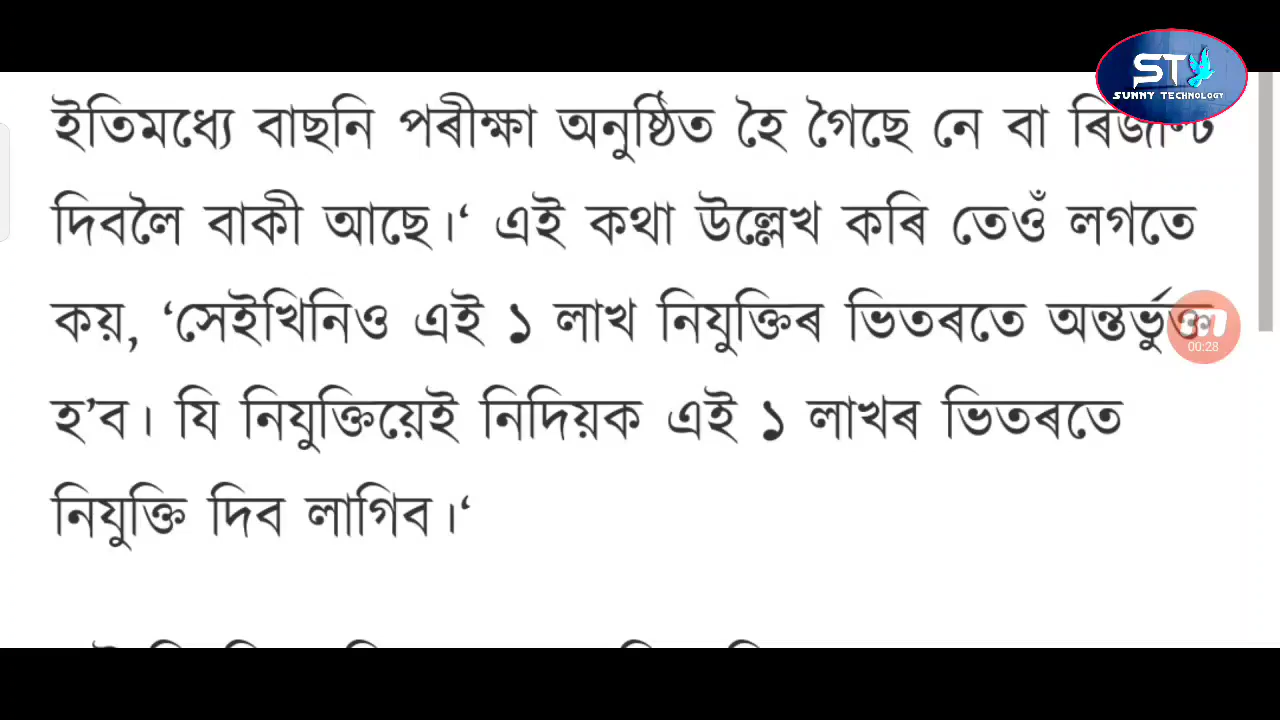 ST
SUNNY TECHNOLOGY
ইতিমধ্যে বাছনি পৰীক্ষা অনুষ্ঠিত হৈ গৈছে নে বা ৰিজাল্ট
দিবলৈ বাকী আছে।‘ এই কথা উল্লেখ কৰি তেওঁ লগতে
কয়, ‘সেইখিনিও এই ১ লাখ নিযুক্তিৰ ভিতৰতে অন্তৰ্ভুক্ত
00:28
হ’ব। যি নিযুক্তিয়েই নিদিয়ক এই ১ লাখৰ ভিতৰতে
নিযুক্তি দিব লাগিব।‘